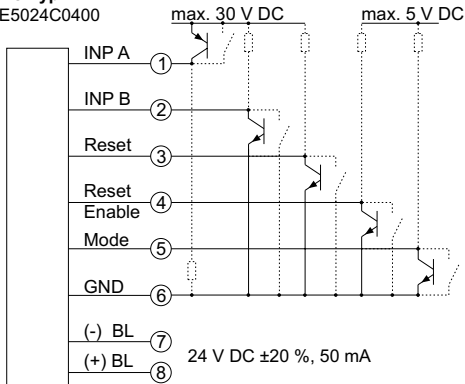 E5024C0400
max. 30 V DC
max. 5 V DC
INP A
1
INP B
2
Reset
3
Reset
Enable
4
Mode
5
GND
6
(-) BL
7
24 V DC ±20 %, 50 mA
(+) BL
8